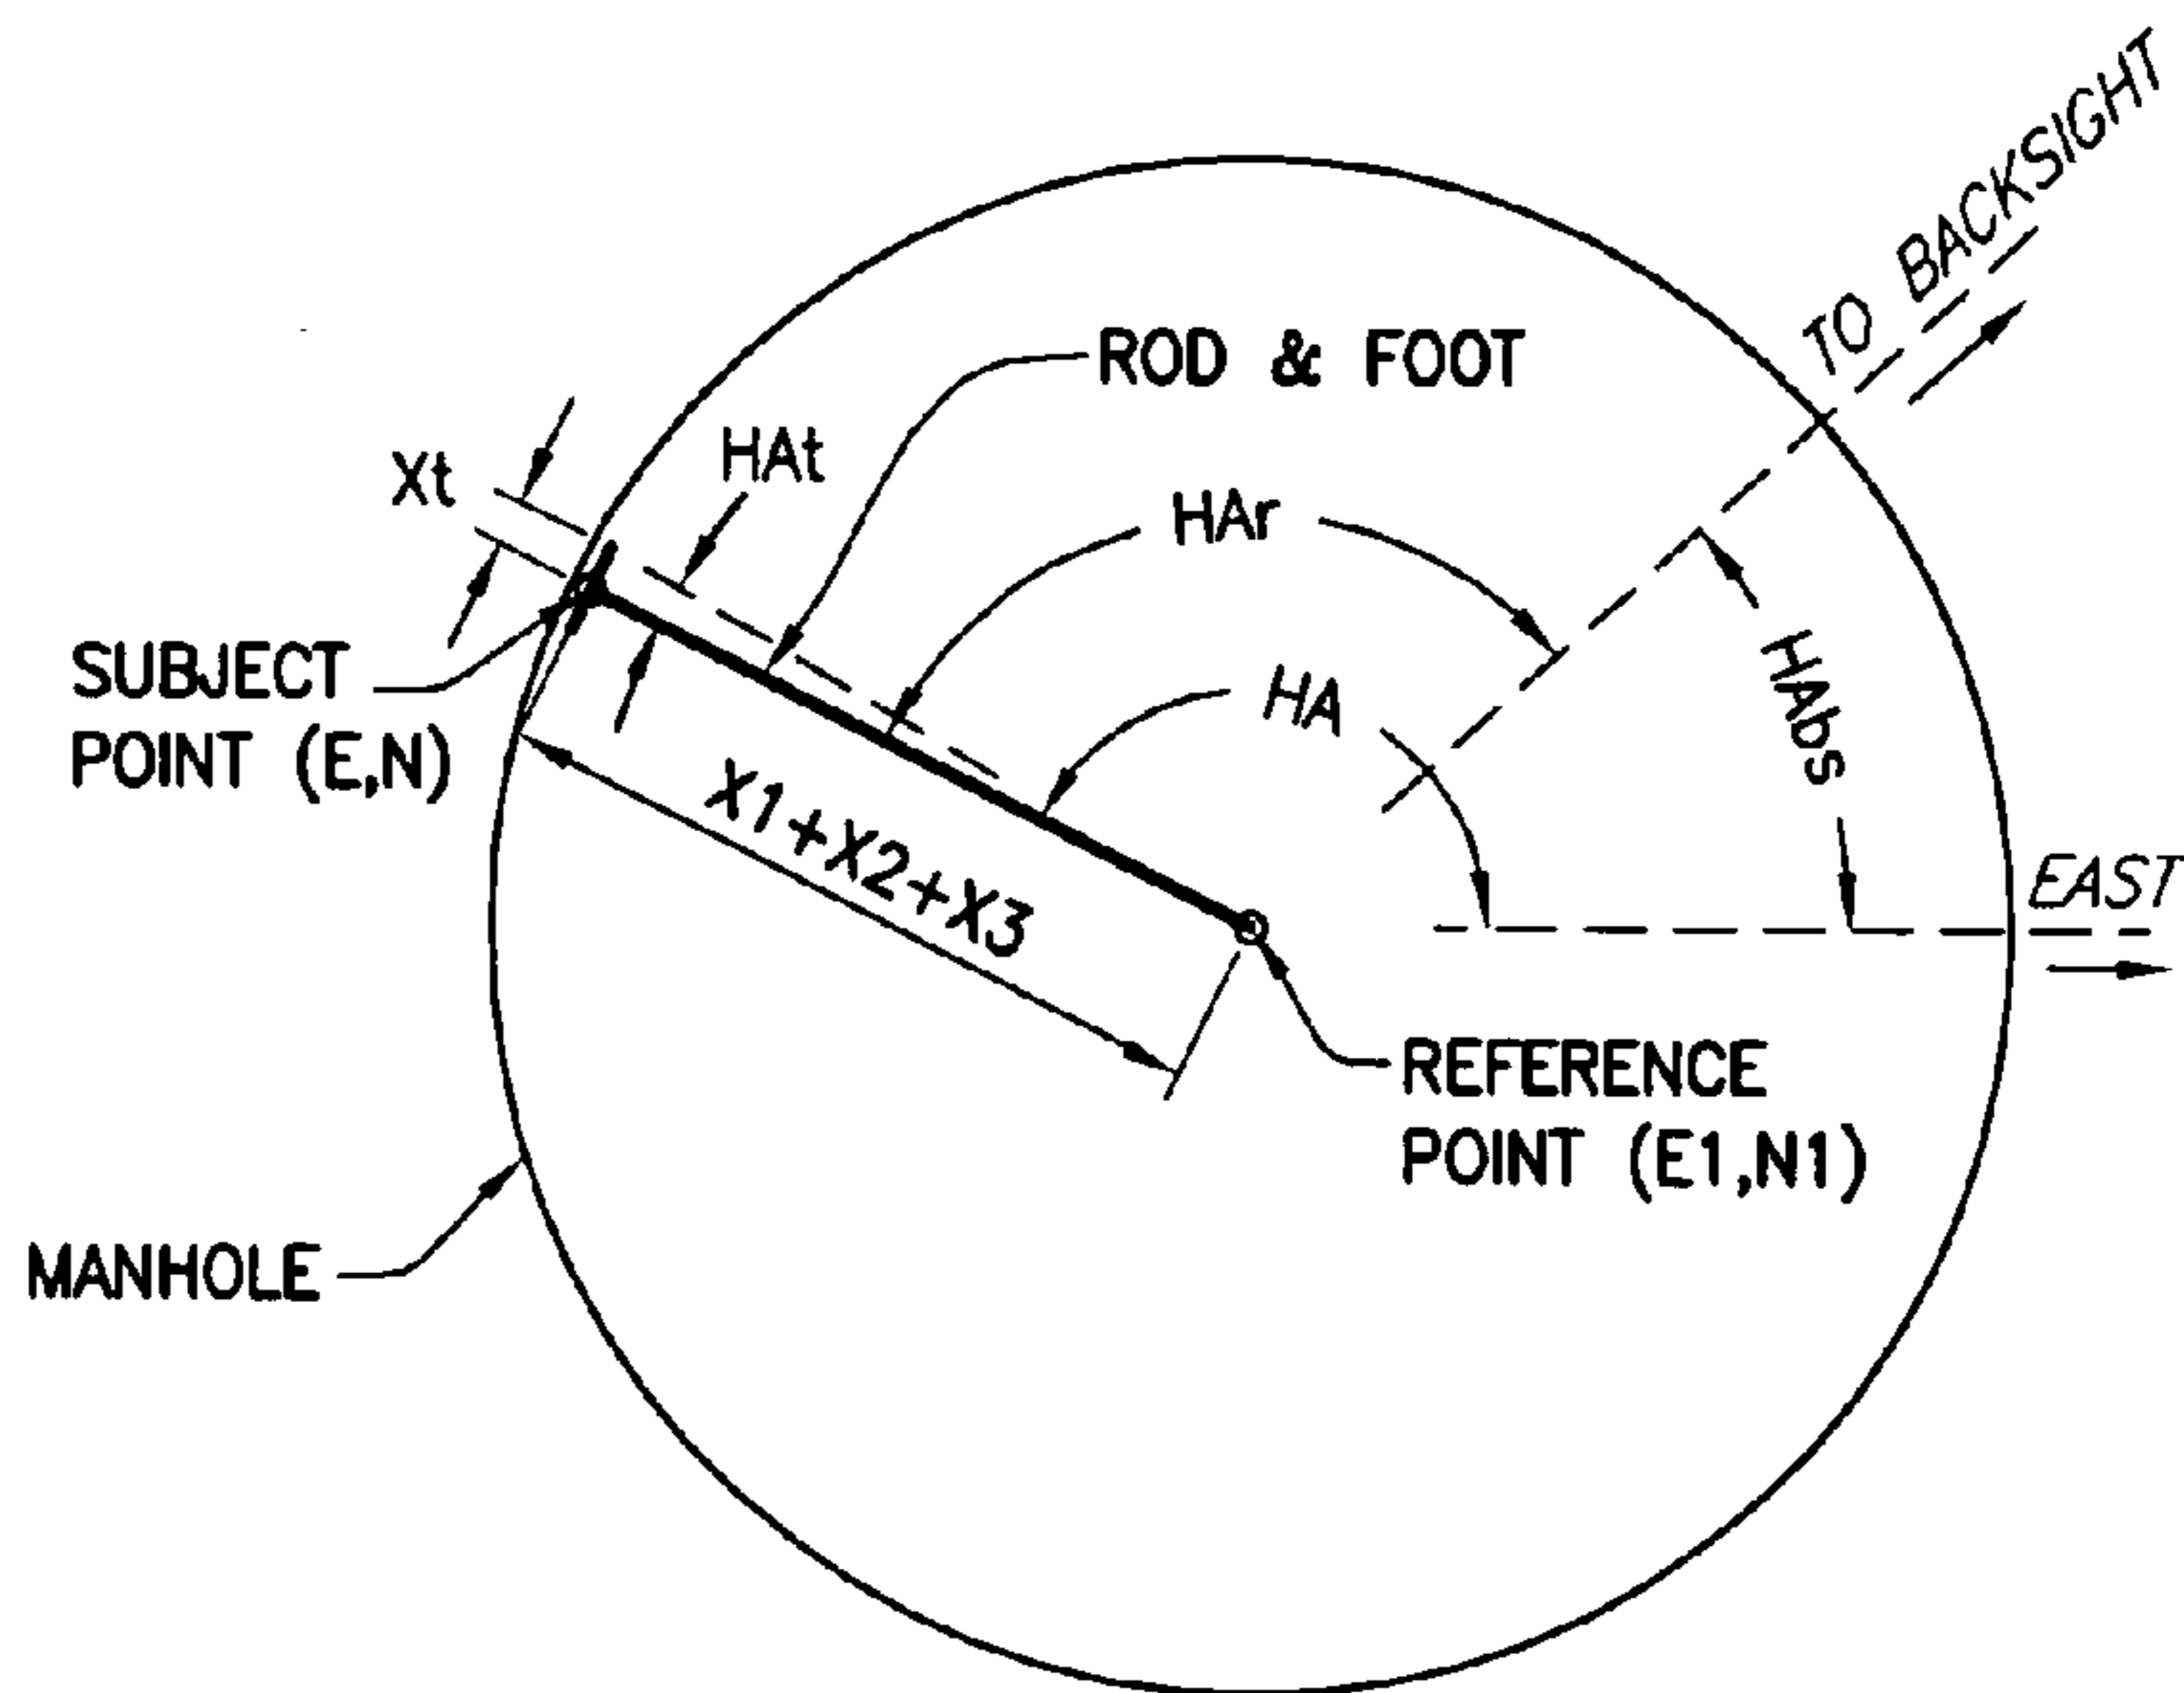 TO BACKSIGHT
ROD & FOOT
HAt
Xt
HAr
SUBJECT
POINT (E,N)
HA
HAbs
X1+X2+X3
EAST
REFERENCE
POINT (E1,N1)
MANHOLE